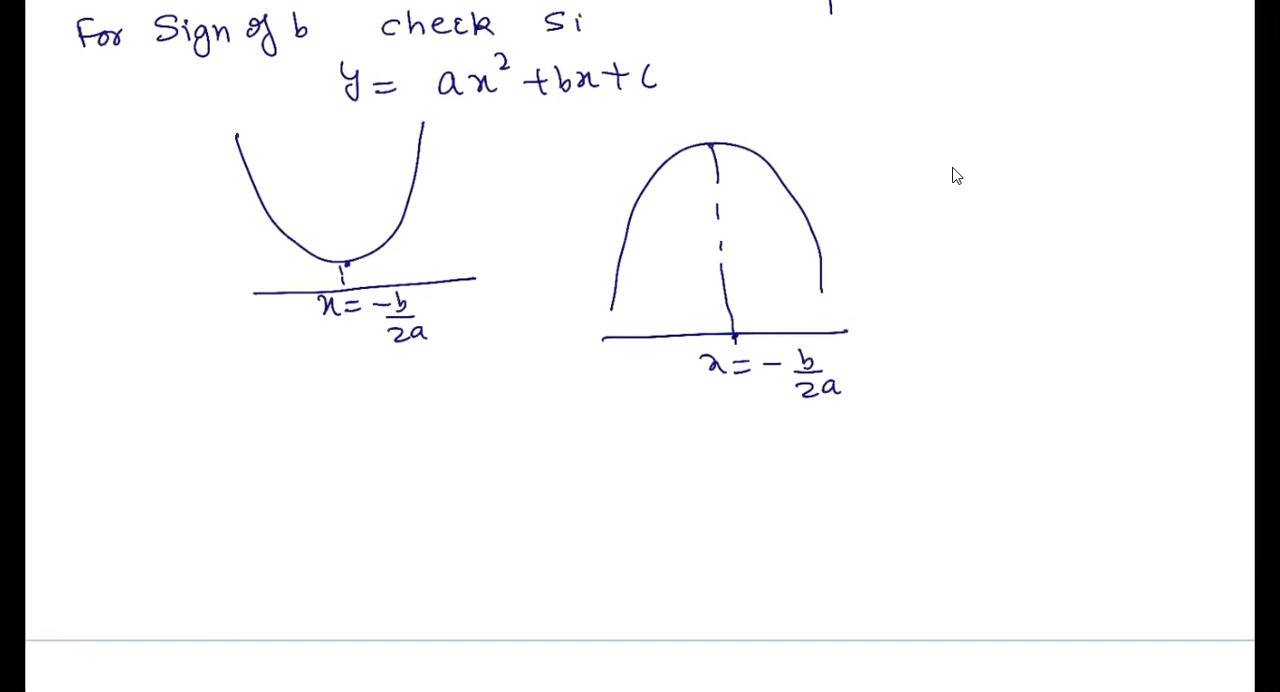 For Sign of b check Si
y = ax² + bx + c
x = -b/2a
x = - b/2a